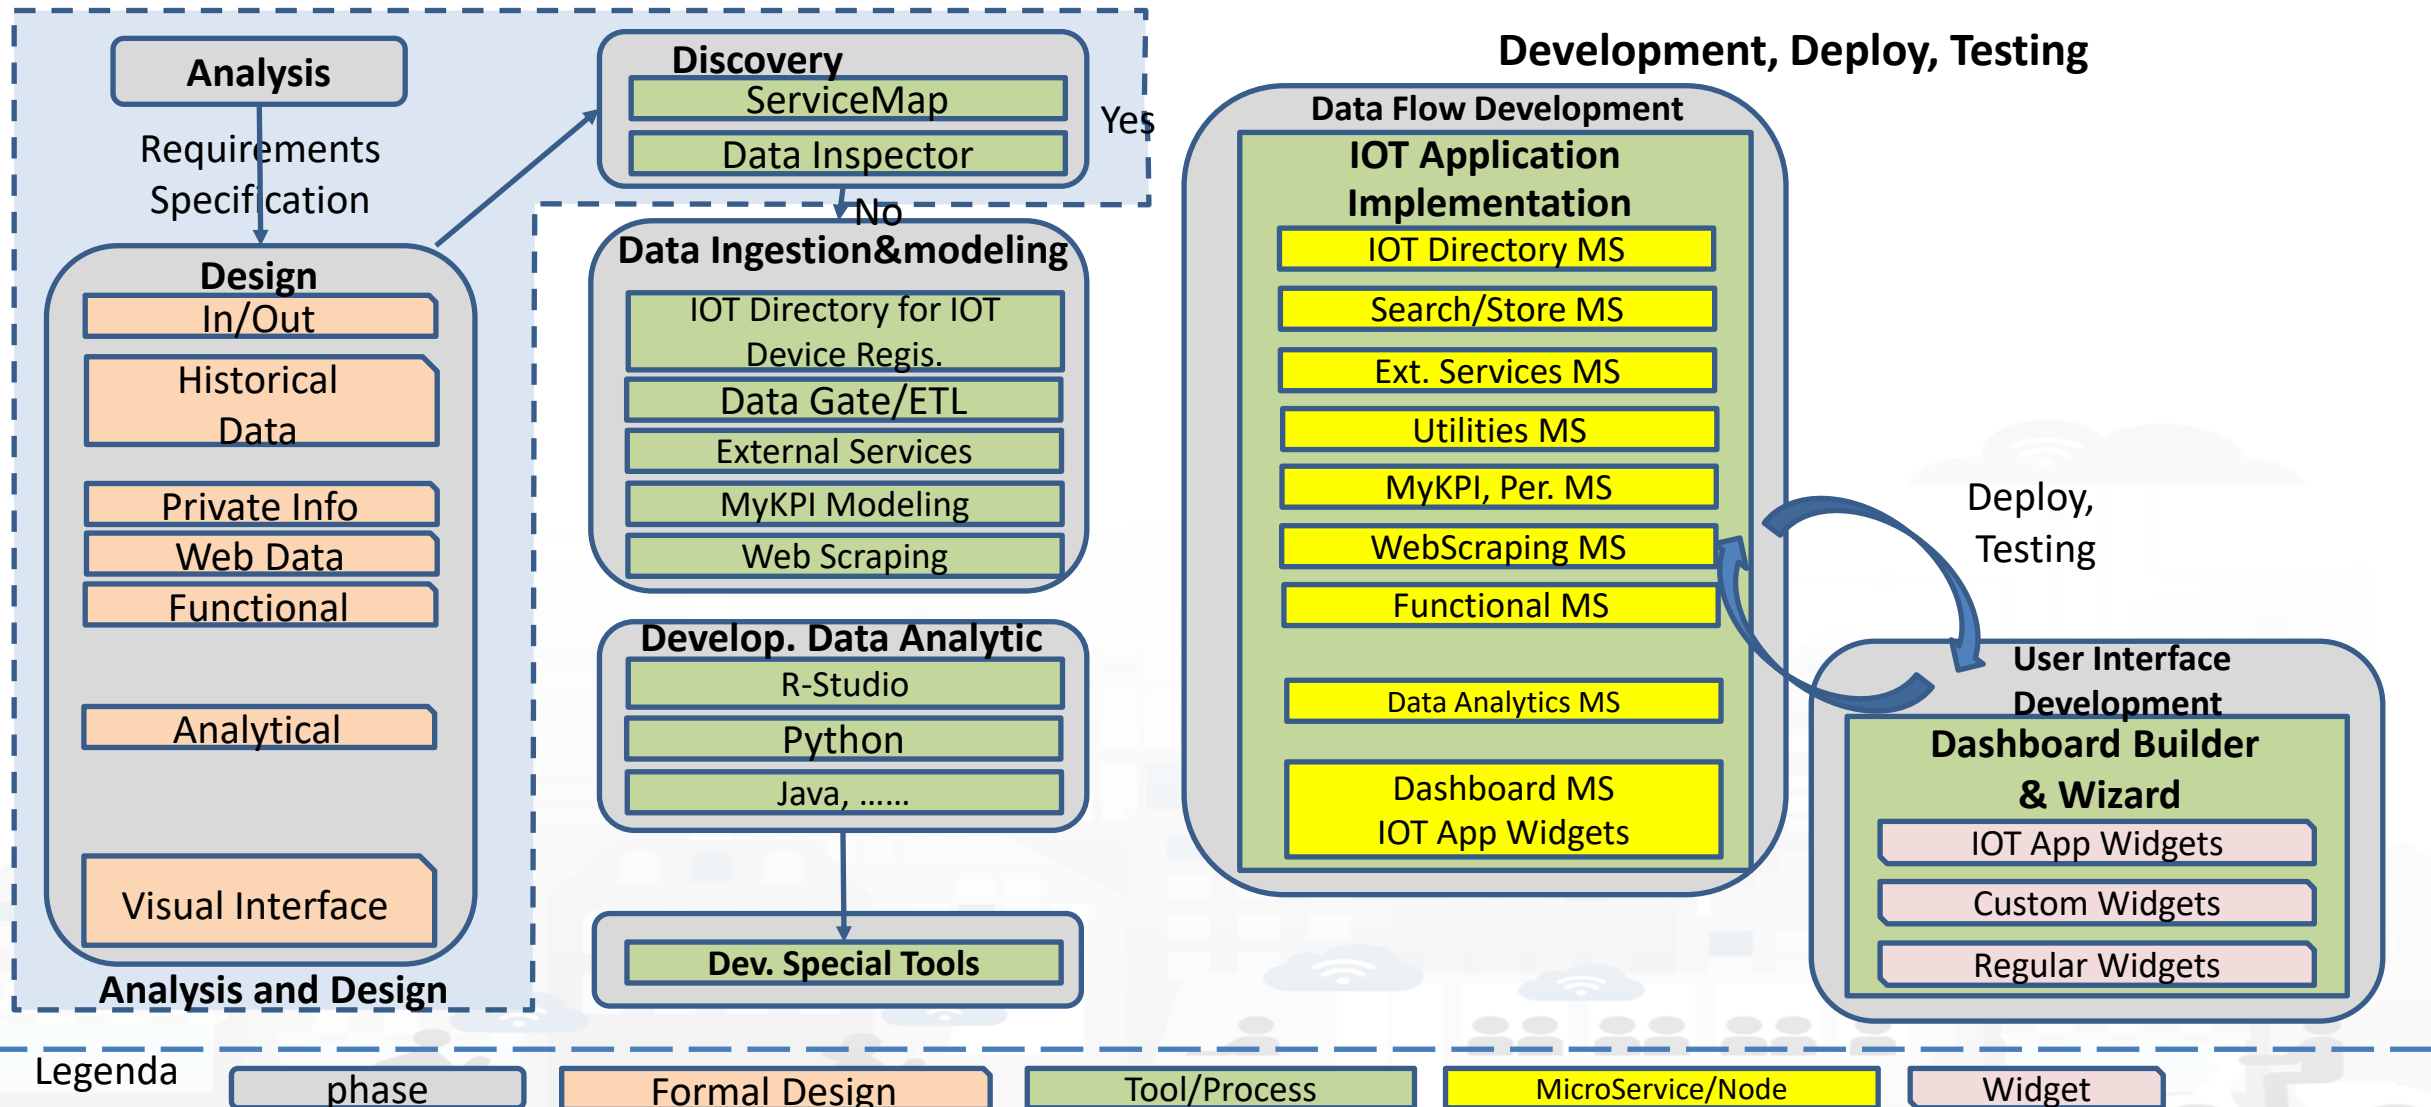 Analysis
Requirements
Specification
Design
In/Out
Historical
Data
Private Info
Web Data
Functional
Analytical
Visual Interface
Analysis and Design
Discovery
ServiceMap
Data Inspector
Yes
No
Data Ingestion&modeling
IOT Directory for IOT
Device Regis.
Data Gate/ETL
External Services
MyKPI Modeling
Web Scraping
Develop. Data Analytic
R-Studio
Python
Java, ......
Dev. Special Tools
Development, Deploy, Testing
Data Flow Development
IOT Application
Implementation
IOT Directory MS
Search/Store MS
Ext. Services MS
Utilities MS
MyKPI, Per. MS
WebScraping MS
Functional MS
Data Analytics MS
Dashboard MS
IOT App Widgets
Deploy,
Testing
User Interface
Development
Dashboard Builder
& Wizard
IOT App Widgets
Custom Widgets
Regular Widgets
Legenda
phase
Formal Design
Tool/Process
MicroService/Node
Widget